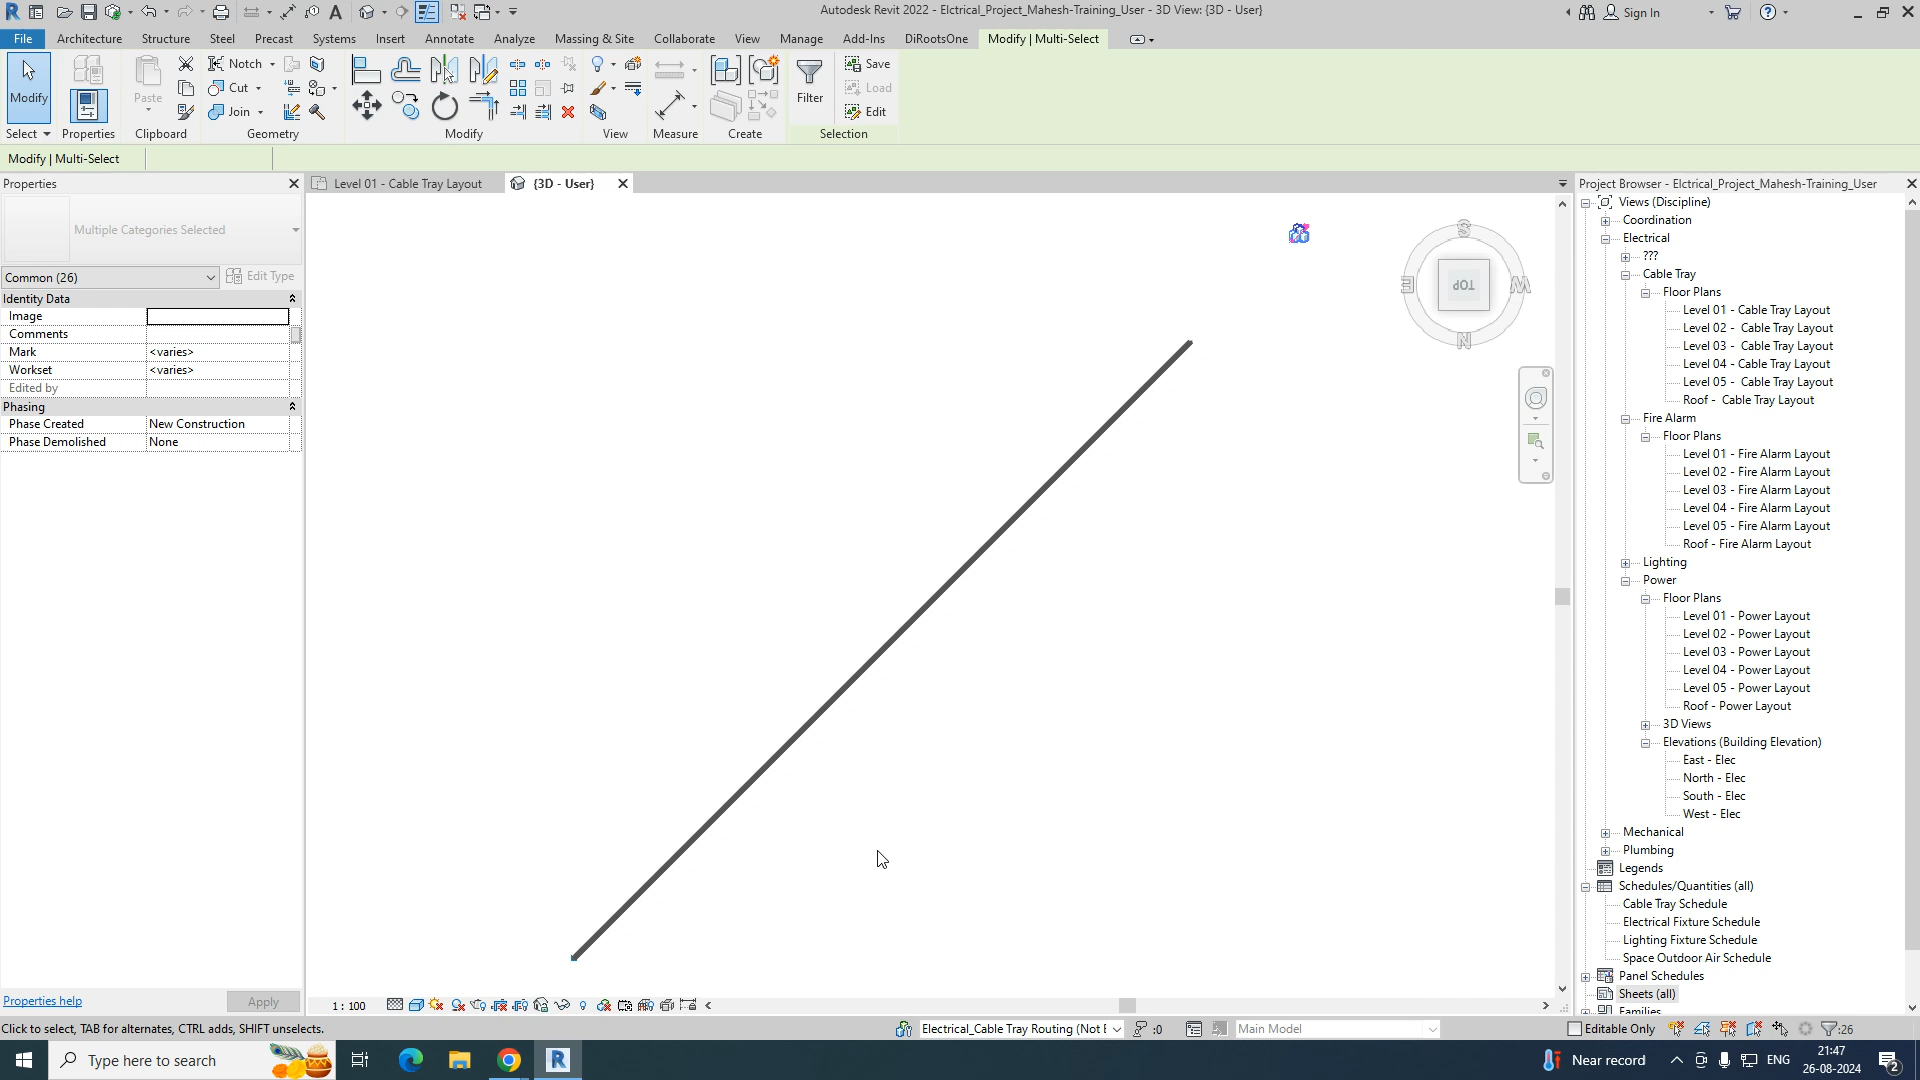 Autodesk Revit 2022 - Elctrical_Project_Mahesh-Training_User - 3D View: {3D - User}
Sign In
File Architecture Structure Steel Precast Systems Insert Annotate Analyze Massing & Site Collaborate View Manage Add-Ins DiRootsOne Modify | Multi-Select
Modify
Paste
Notch
Cut
Join
Filter
Save
Load
Edit
Select Properties Clipboard Geometry Modify View Measure Create Selection
Modify | Multi-Select
Properties
Multiple Categories Selected
Common (26)
Edit Type
Identity Data
Image
Comments
Mark <varies>
Workset <varies>
Edited by
Phasing
Phase Created New Construction
Phase Demolished None
Properties help
Apply
Level 01 - Cable Tray Layout
{3D - User}
S
E
TOP
W
N
1 : 100
Project Browser - Elctrical_Project_Mahesh-Training_User
Views (Discipline)
Coordination
Electrical
???
Cable Tray
Floor Plans
Level 01 - Cable Tray Layout
Level 02 - Cable Tray Layout
Level 03 - Cable Tray Layout
Level 04 - Cable Tray Layout
Level 05 - Cable Tray Layout
Roof - Cable Tray Layout
Fire Alarm
Floor Plans
Level 01 - Fire Alarm Layout
Level 02 - Fire Alarm Layout
Level 03 - Fire Alarm Layout
Level 04 - Fire Alarm Layout
Level 05 - Fire Alarm Layout
Roof - Fire Alarm Layout
Lighting
Power
Floor Plans
Level 01 - Power Layout
Level 02 - Power Layout
Level 03 - Power Layout
Level 04 - Power Layout
Level 05 - Power Layout
Roof - Power Layout
3D Views
Elevations (Building Elevation)
East - Elec
North - Elec
South - Elec
West - Elec
Mechanical
Plumbing
Legends
Schedules/Quantities (all)
Cable Tray Schedule
Electrical Fixture Schedule
Lighting Fixture Schedule
Space Outdoor Air Schedule
Panel Schedules
Sheets (all)
Families
Click to select, TAB for alternates, CTRL adds, SHIFT unselects.
Electrical_Cable Tray Routing (Not E
:0
Main Model
Editable Only
:26
Type here to search
Near record
ENG
21:47
26-08-2024
2